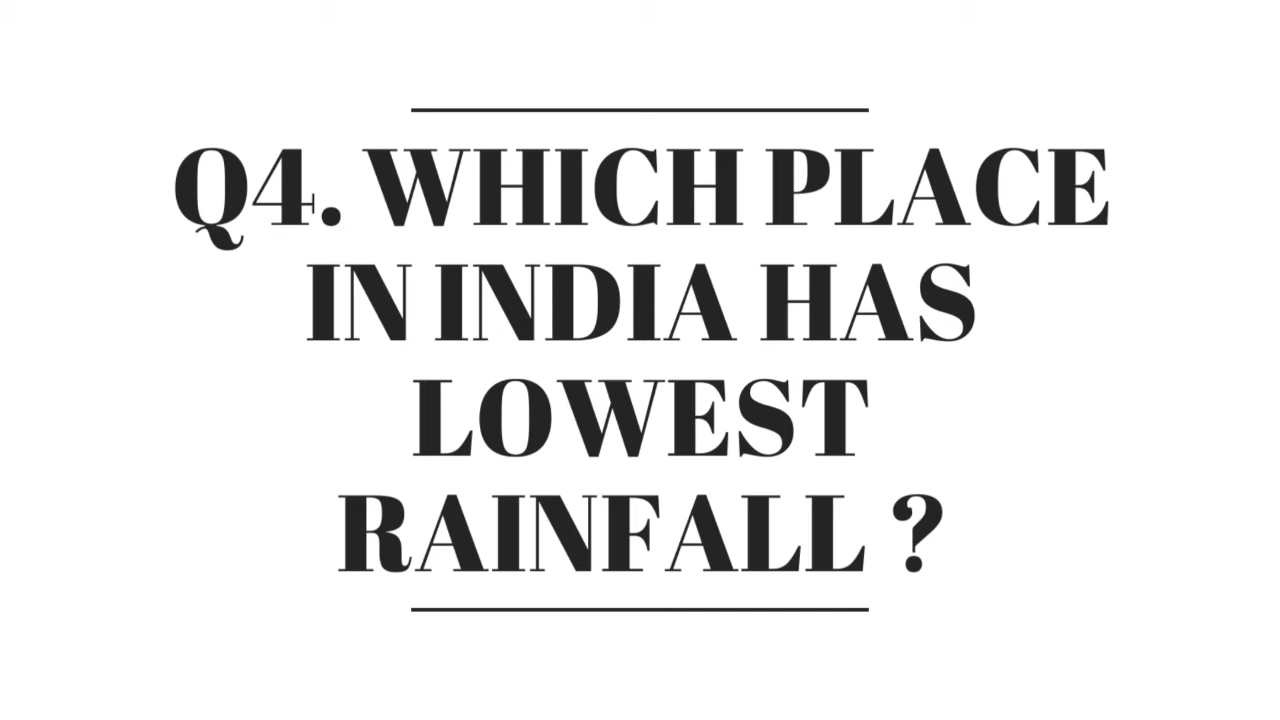 Q4. WHICH PLACE
IN INDIA HAS
LOWEST
RAINFALL ?